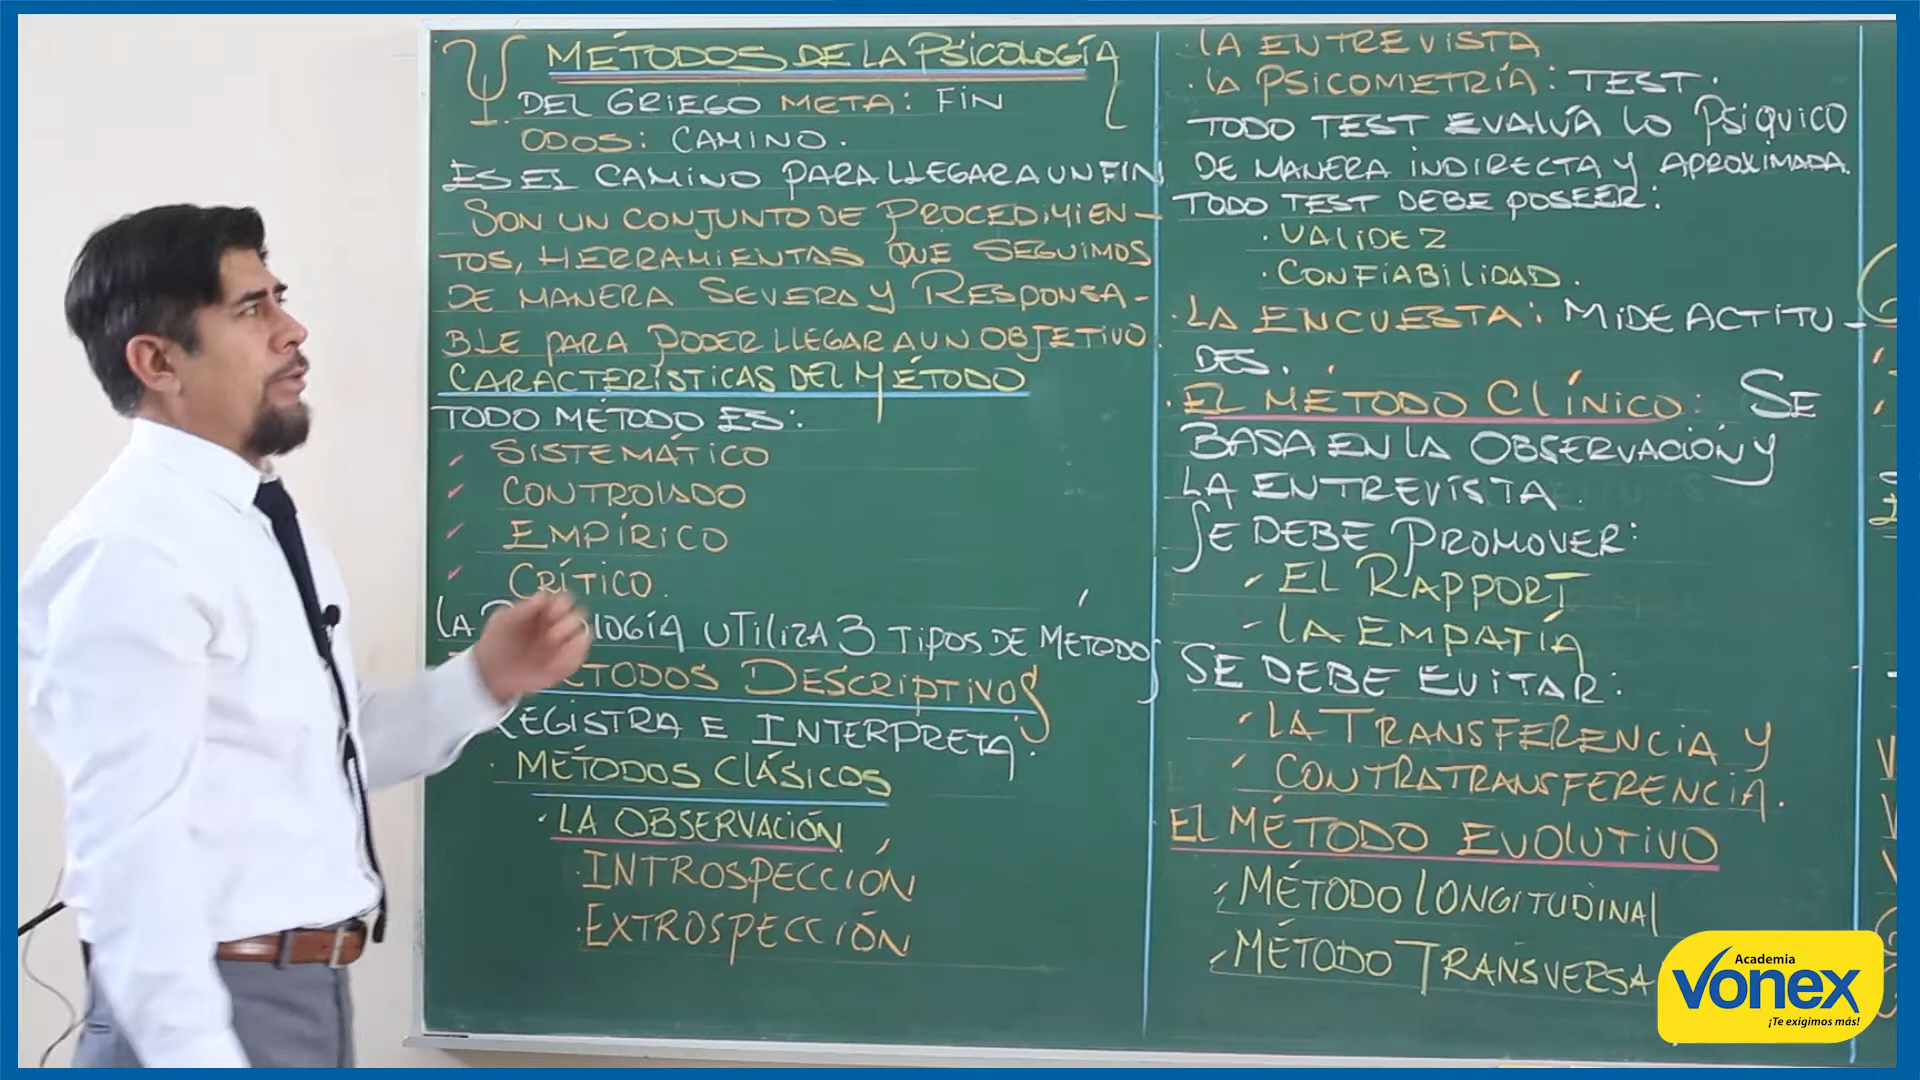 Ψ MÉTODOS DE LA PSICOLOGÍA
DEL GRIEGO META: FIN
ODOS: CAMINO.
ES EL CAMINO PARA LLEGAR A UN FIN
SON UN CONJUNTO DE PROCEDIMIEN-
TOS, HERRAMIENTAS QUE SEGUIMOS
DE MANERA SEVERA Y RESPONSA-
BLE PARA PODER LLEGAR A UN OBJETIVO.
CARACTERÍSTICAS DEL MÉTODO
TODO MÉTODO ES:
SISTEMÁTICO
CONTROLADO
EMPÍRICO
CRÍTICO.
LA P OLOGÍA UTILIZA 3 TIPOS DE MÉTODOS
ÉTODOS DESCRIPTIVOS
REGISTRA E INTERPRETA.
· MÉTODOS CLÁSICOS
· LA OBSERVACIÓN
· INTROSPECCIÓN
· EXTROSPECCIÓN
· LA ENTREVISTA
· LA PSICOMETRÍA: TEST.
TODO TEST EVALÚA LO PSIQUICO
DE MANERA INDIRECTA Y APROXIMADA.
TODO TEST DEBE POSEER:
· VALIDEZ
· CONFIABILIDAD.
· LA ENCUESTA: MIDE ACTITU-
DES.
· EL MÉTODO CLÍNICO: SE
BASA EN LA OBSERVACIÓN Y
LA ENTREVISTA.
SE DEBE PROMOVER:
- EL RAPPORT
- LA EMPATÍA
SE DEBE EVITAR:
- LA TRANSFERENCIA Y
- CONTRATRANSFERENCIA.
EL MÉTODO EVOLUTIVO
- MÉTODO LONGITUDINAL
- MÉTODO TRANSVERSA
Academia
Vonex
¡Te exigimos más!